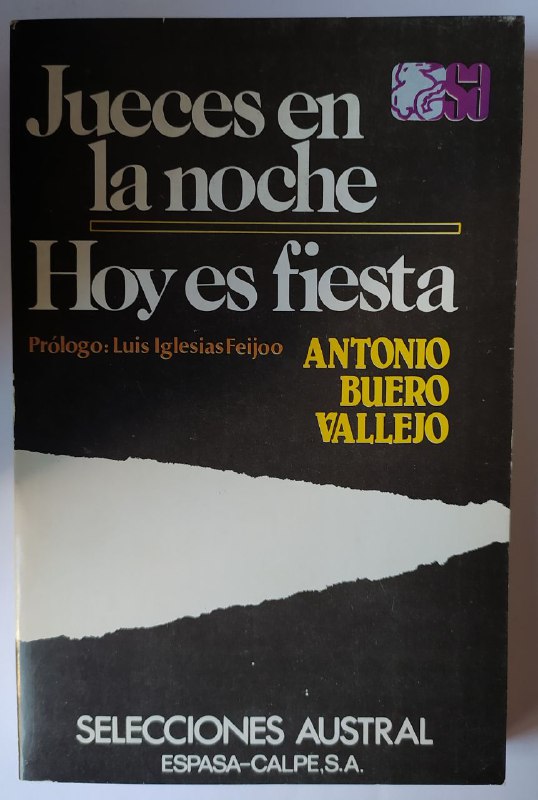 Jueces en
la noche
Hoy es fiesta
Prólogo: Luis Iglesias Feijoo
ANTONIO
BUERO
VALLEJO
SELECCIONES AUSTRAL
ESPASA-CALPE, S.A.